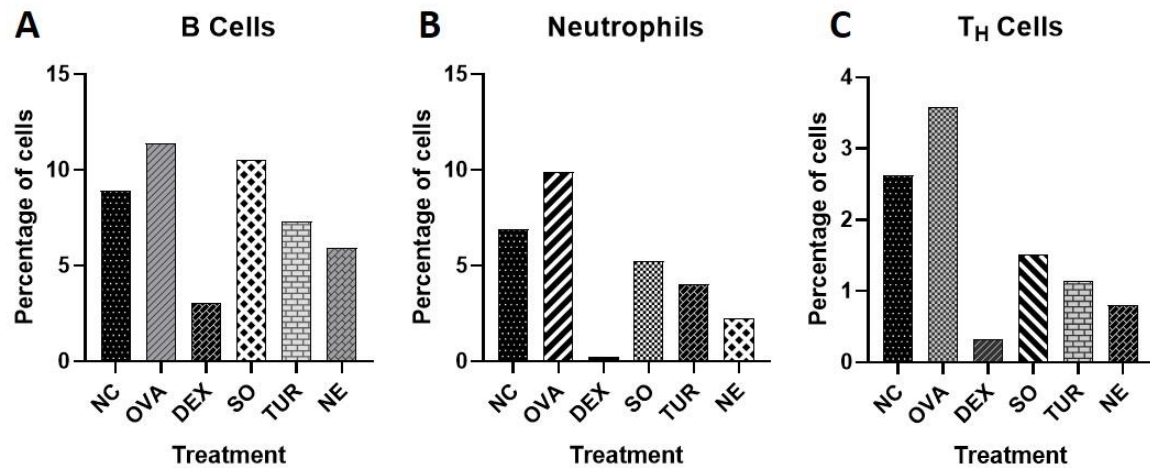 A
B Cells
Percentage of cells
15
10
5
0
NC
OVA
DEX
SO
TUR
NE
Treatment
B
Neutrophils
Percentage of cells
15
10
5
0
NC
OVA
DEX
SO
TUR
NE
Treatment
C
TH Cells
Percentage of cells
4
3
2
1
0
NC
OVA
DEX
SO
TUR
NE
Treatment